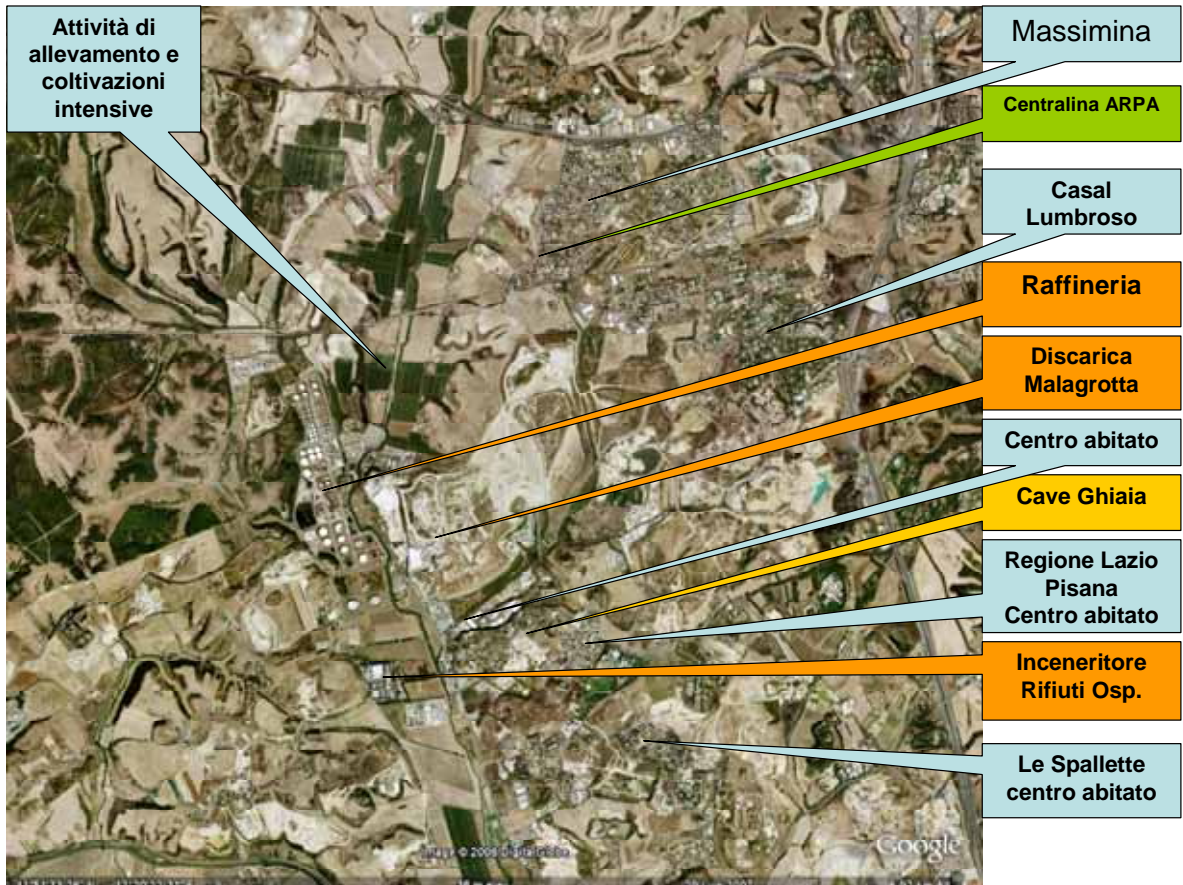 Attività di
allevamento e
coltivazioni
intensive
Massimina
Centralina ARPA
Casal
Lumbroso
Raffineria
Discarica
Malagrotta
Centro abitato
Cave Ghiaia
Regione Lazio
Pisana
Centro abitato
Inceneritore
Rifiuti Osp.
Le Spallette
centro abitato
Google